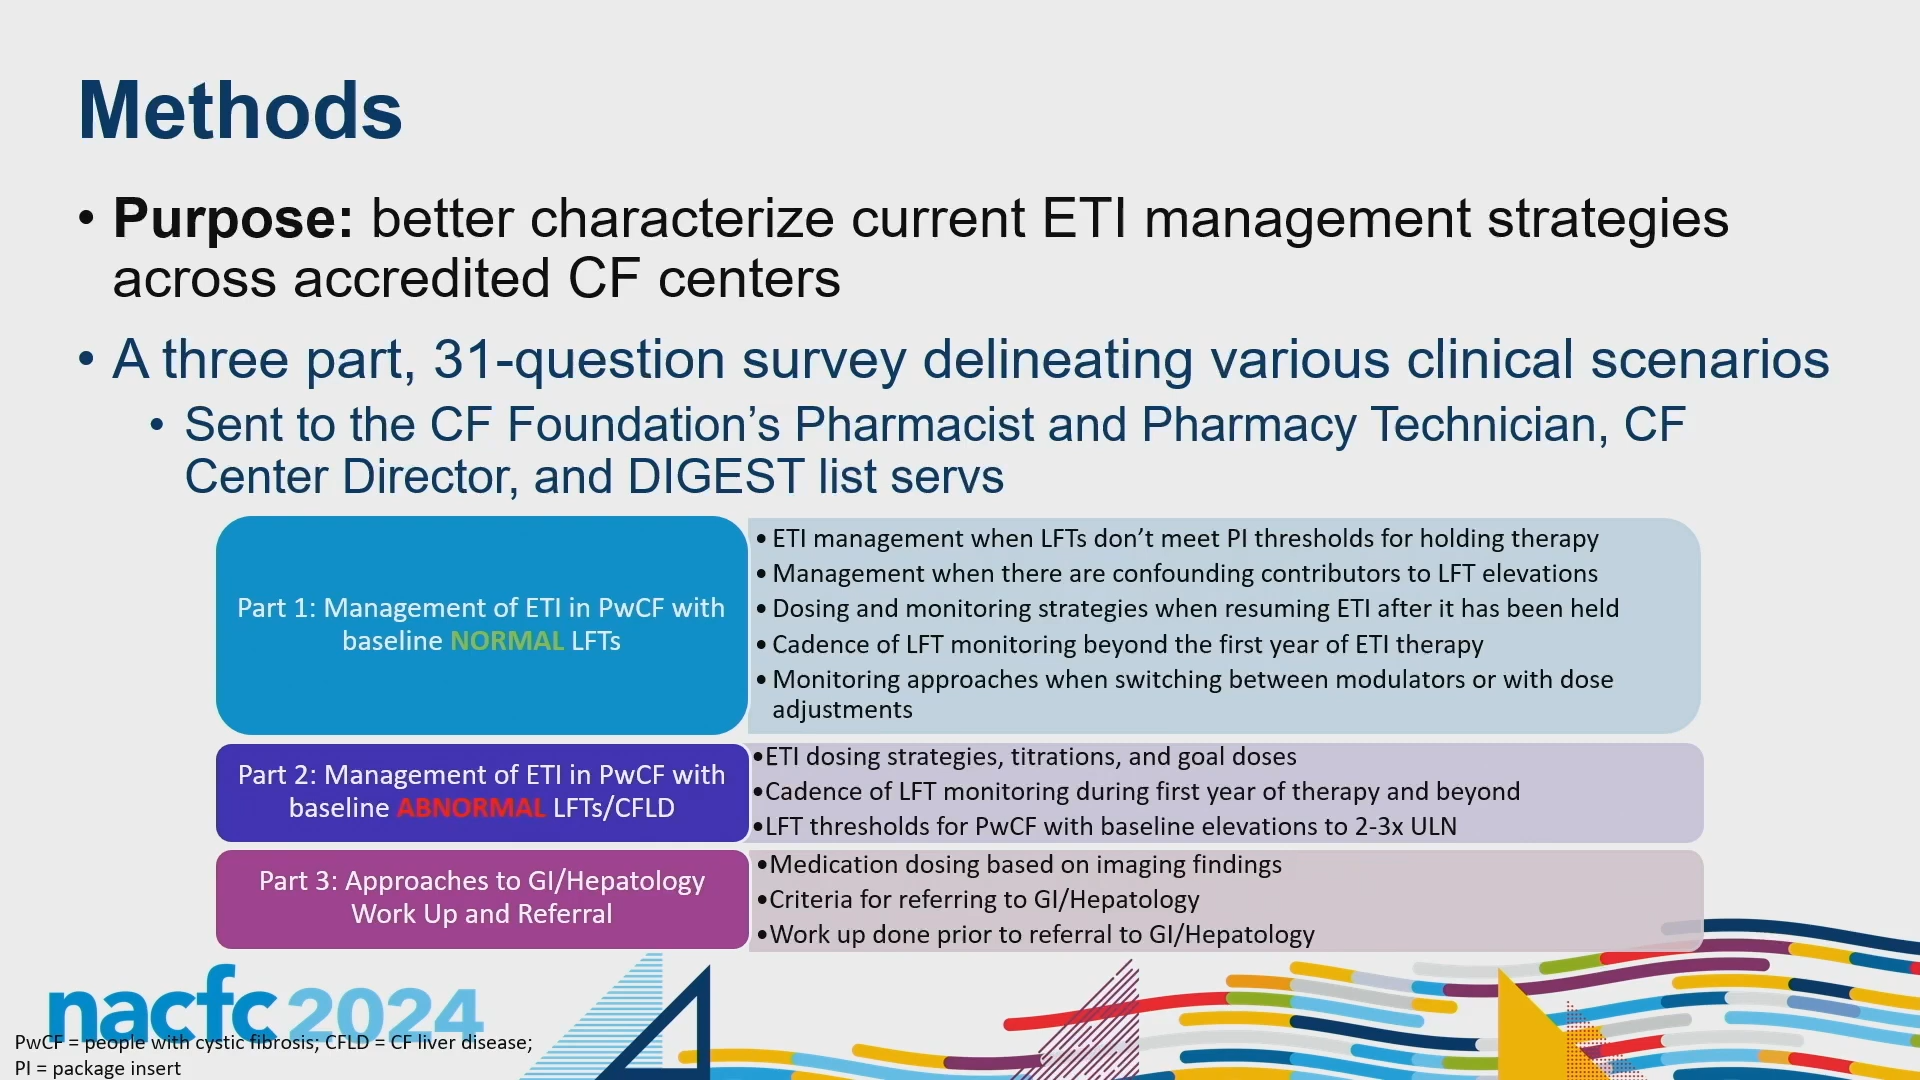 Methods
• Purpose: better characterize current ETI management strategies
across accredited CF centers
• A three part, 31-question survey delineating various clinical scenarios
• Sent to the CF Foundation’s Pharmacist and Pharmacy Technician, CF
Center Director, and DIGEST list servs
Part 1: Management of ETI in PwCF with
baseline NORMAL LFTs
• ETI management when LFTs don’t meet PI thresholds for holding therapy
• Management when there are confounding contributors to LFT elevations
• Dosing and monitoring strategies when resuming ETI after it has been held
• Cadence of LFT monitoring beyond the first year of ETI therapy
• Monitoring approaches when switching between modulators or with dose
adjustments
Part 2: Management of ETI in PwCF with
baseline ABNORMAL LFTs/CFLD
•ETI dosing strategies, titrations, and goal doses
•Cadence of LFT monitoring during first year of therapy and beyond
•LFT thresholds for PwCF with baseline elevations to 2-3x ULN
Part 3: Approaches to GI/Hepatology
Work Up and Referral
•Medication dosing based on imaging findings
•Criteria for referring to GI/Hepatology
•Work up done prior to referral to GI/Hepatology
nacfc 2024
PwCF = people with cystic fibrosis; CFLD = CF liver disease;
PI = package insert